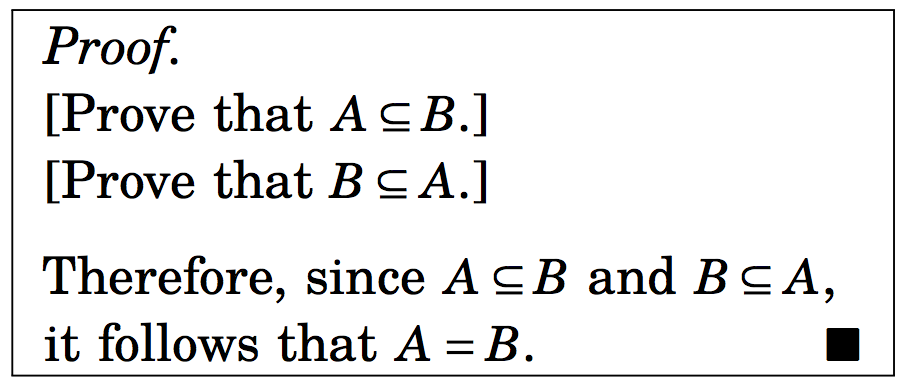 Proof.
[Prove that A ⊆ B.]
[Prove that B ⊆ A.]
Therefore, since A ⊆ B and B ⊆ A,
it follows that A = B. ■